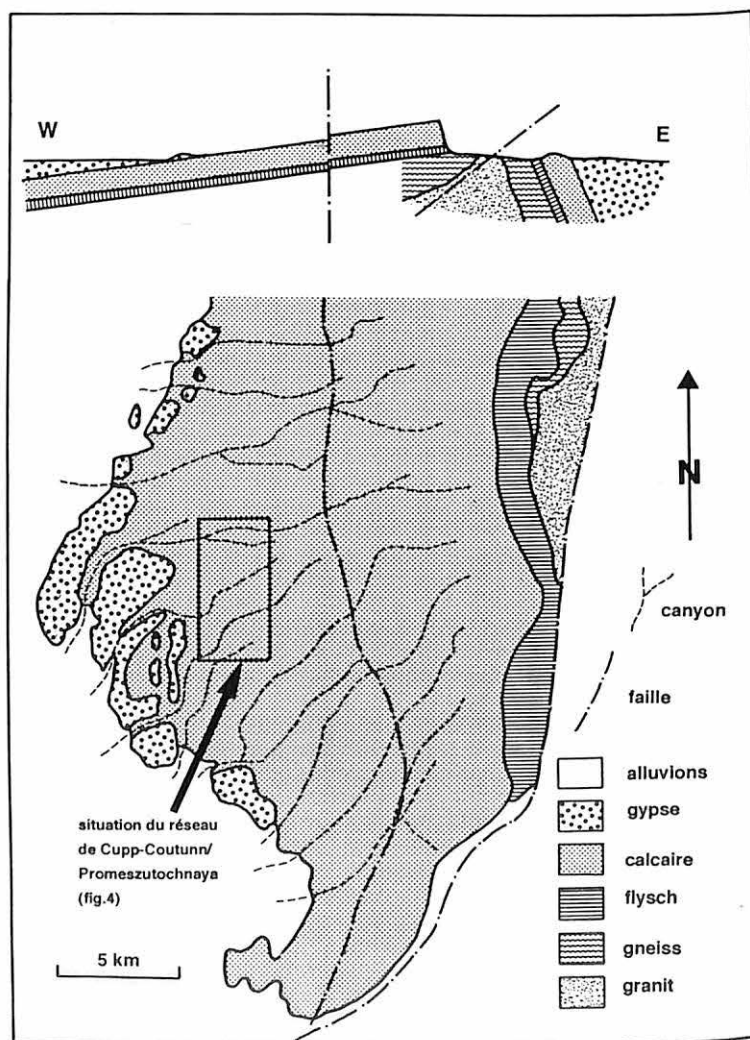 W
E
N
canyon
faille
alluvions
gypse
calcaire
flysch
gneiss
granit
situation du réseau
de Cupp-Coutunn/
Promeszutochnaya
(fig.4)
5 km